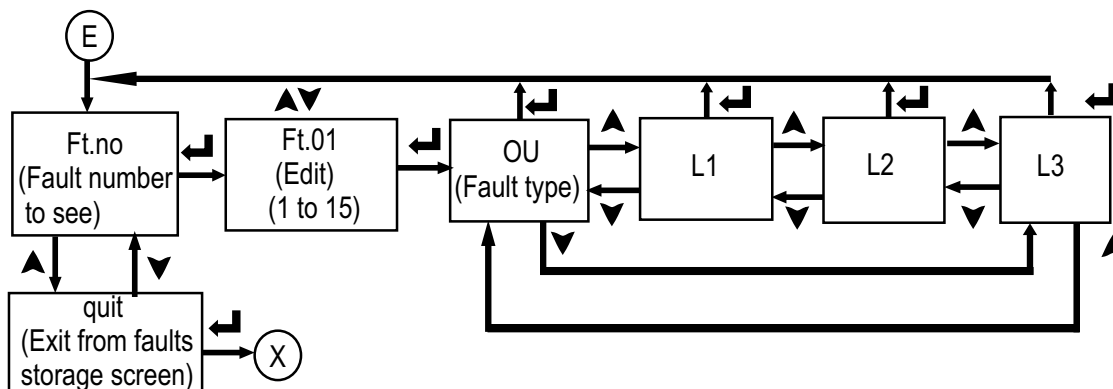 E
Ft.no
(Fault number
to see)
Ft.01
(Edit)
(1 to 15)
OU
(Fault type)
L1
L2
L3
quit
(Exit from faults
storage screen)
X